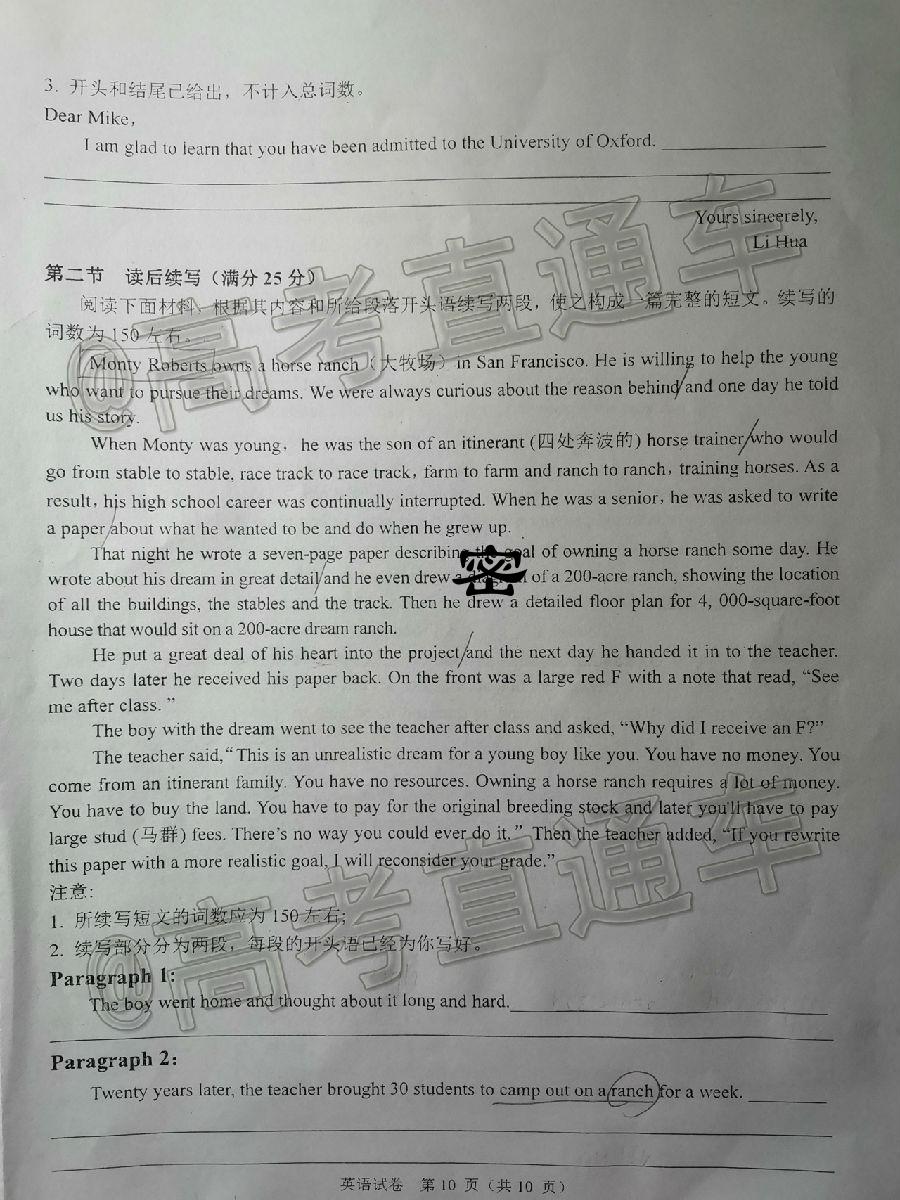 3. 开头和结尾已给出，不计入总词数。
Dear Mike,
I am glad to learn that you have been admitted to the University of Oxford.
Yours sincerely,
Li Hua
第二节 读后续写（满分 25 分）
阅读下面材料，根据其内容和所给段落开头语续写两段，使之构成一篇完整的短文。续写的
词数为 150 左右。
Monty Roberts owns a horse ranch（大牧场）in San Francisco. He is willing to help the young
who want to pursue their dreams. We were always curious about the reason behind and one day he told
us his story.
When Monty was young, he was the son of an itinerant (四处奔波的) horse trainer who would
go from stable to stable, race track to race track, farm to farm and ranch to ranch, training horses. As a
result, his high school career was continually interrupted. When he was a senior, he was asked to write
a paper about what he wanted to be and do when he grew up.
That night he wrote a seven-page paper describing the goal of owning a horse ranch some day. He
wrote about his dream in great detail and he even drew a of a 200-acre ranch, showing the location
of all the buildings, the stables and the track. Then he drew a detailed floor plan for 4, 000-square-foot
house that would sit on a 200-acre dream ranch.
密
He put a great deal of his heart into the project and the next day he handed it in to the teacher.
Two days later he received his paper back. On the front was a large red F with a note that read, “See
me after class. ”
The boy with the dream went to see the teacher after class and asked, “Why did I receive an F?”
The teacher said,“This is an unrealistic dream for a young boy like you. You have no money. You
come from an itinerant family. You have no resources. Owning a horse ranch requires a lot of money.
You have to buy the land. You have to pay for the original breeding stock and later you'll have to pay
large stud (马群) fees. There's no way you could ever do it.” Then the teacher added, “If you rewrite
this paper with a more realistic goal, I will reconsider your grade.”
注意:
1. 所续写短文的词数应为 150 左右;
2. 续写部分分为两段，每段的开头语已经为你写好。
Paragraph 1:
The boy went home and thought about it long and hard.
Paragraph 2:
Twenty years later, the teacher brought 30 students to camp out on a ranch for a week.
英语试卷 第 10 页（共 10 页）
@高考直通车
@高考直通车